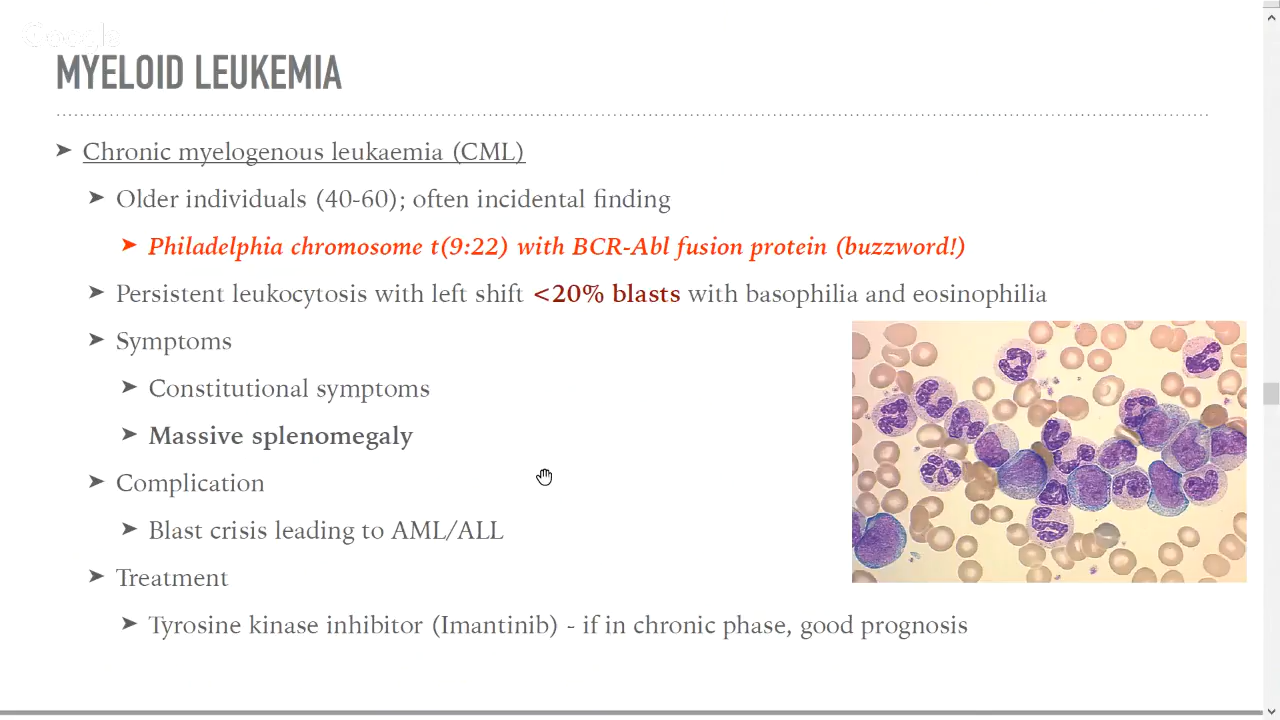 Google
MYELOID LEUKEMIA
➤ Chronic myelogenous leukaemia (CML)
➤ Older individuals (40-60); often incidental finding
➤ Philadelphia chromosome t(9:22) with BCR-Abl fusion protein (buzzword!)
➤ Persistent leukocytosis with left shift <20% blasts with basophilia and eosinophilia
➤ Symptoms
➤ Constitutional symptoms
➤ Massive splenomegaly
➤ Complication
➤ Blast crisis leading to AML/ALL
➤ Treatment
➤ Tyrosine kinase inhibitor (Imantinib) - if in chronic phase, good prognosis